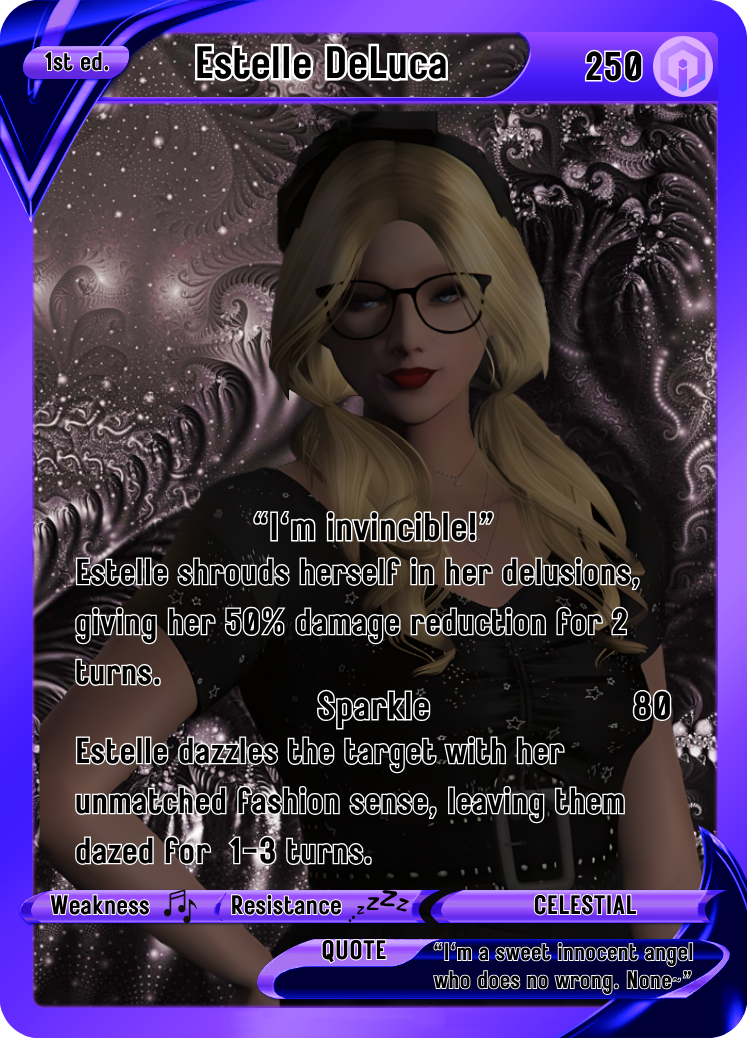 1st ed.
Estelle DeLuca
250
“I‘m invincible!”
Estelle shrouds herself in her delusions,
giving her 50% damage reduction for 2
turns.
Sparkle 80
Estelle dazzles the target with her
unmatched fashion sense, leaving them
dazed for 1-3 turns.
Weakness Resistance zzZZz CELESTIAL
QUOTE
“I‘m a sweet innocent angel
who does no wrong. None~”